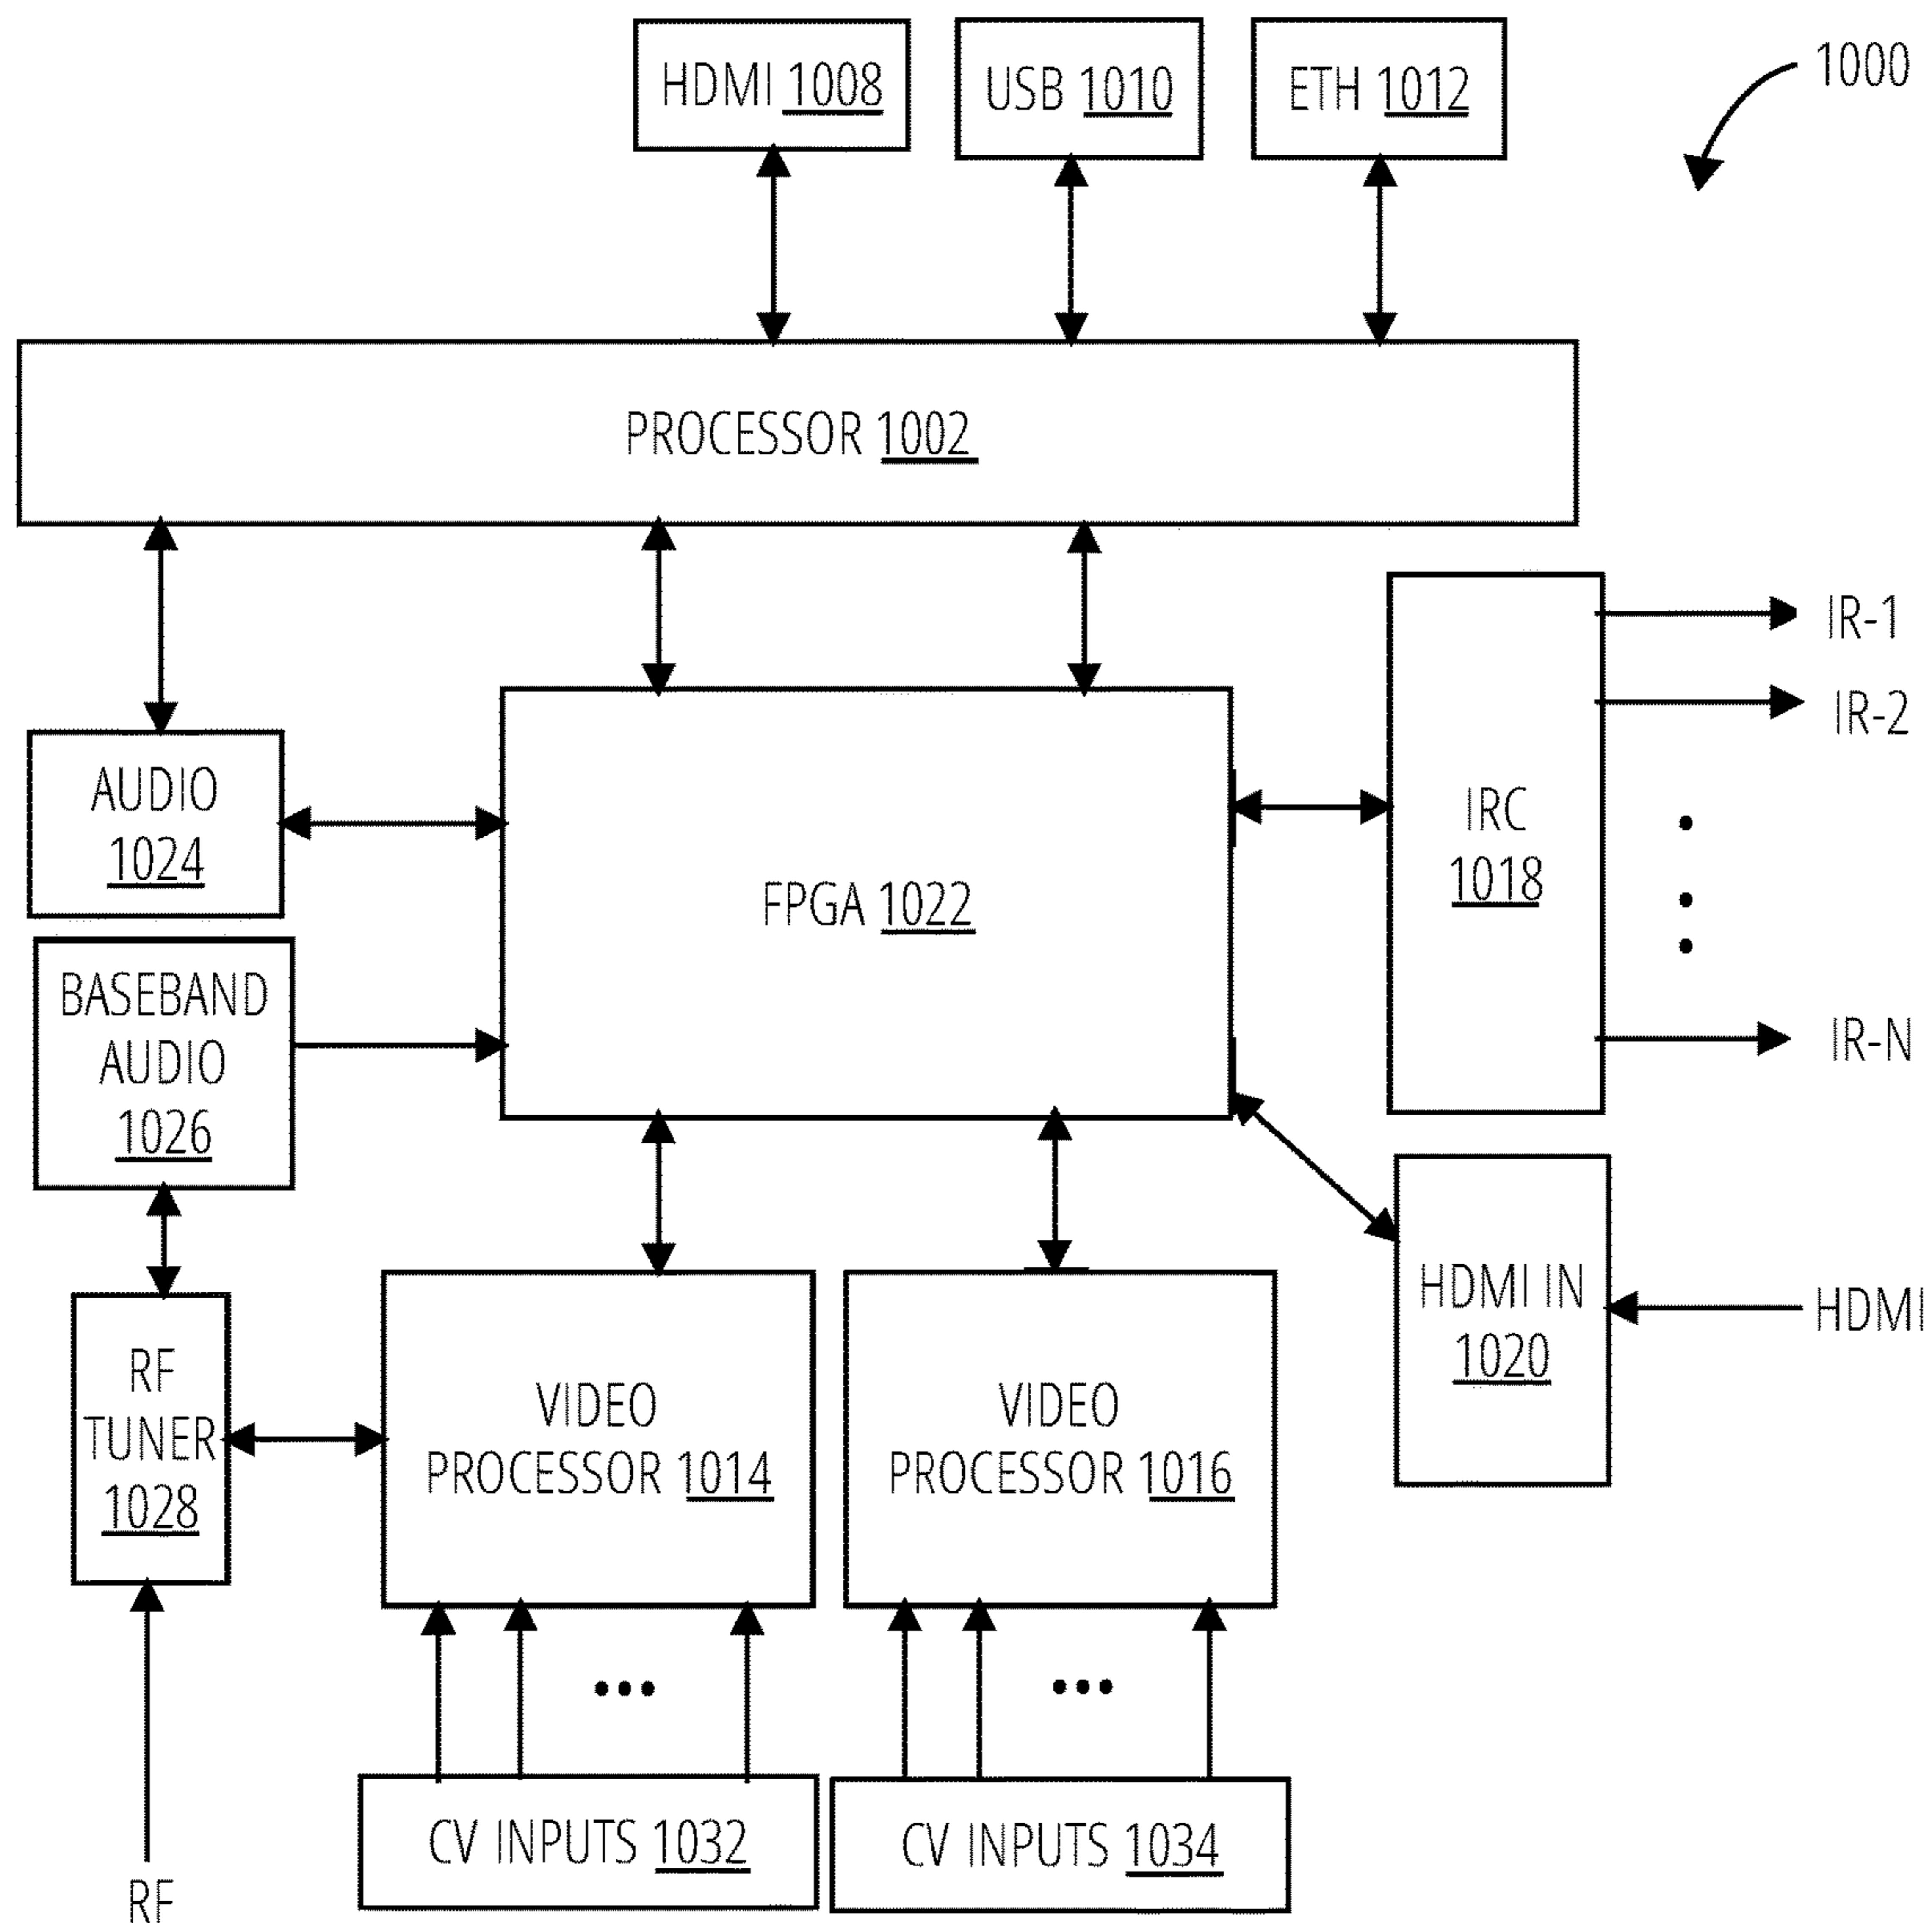 HDMI 1008
USB 1010
ETH 1012
1000
PROCESSOR 1002
AUDIO
1024
BASEBAND
AUDIO
1026
FPGA 1022
IRC
1018
IR-1
IR-2
IR-N
RF
TUNER
1028
VIDEO
PROCESSOR 1014
VIDEO
PROCESSOR 1016
HDMI IN
1020
HDMI
CV INPUTS 1032
CV INPUTS 1034
RF